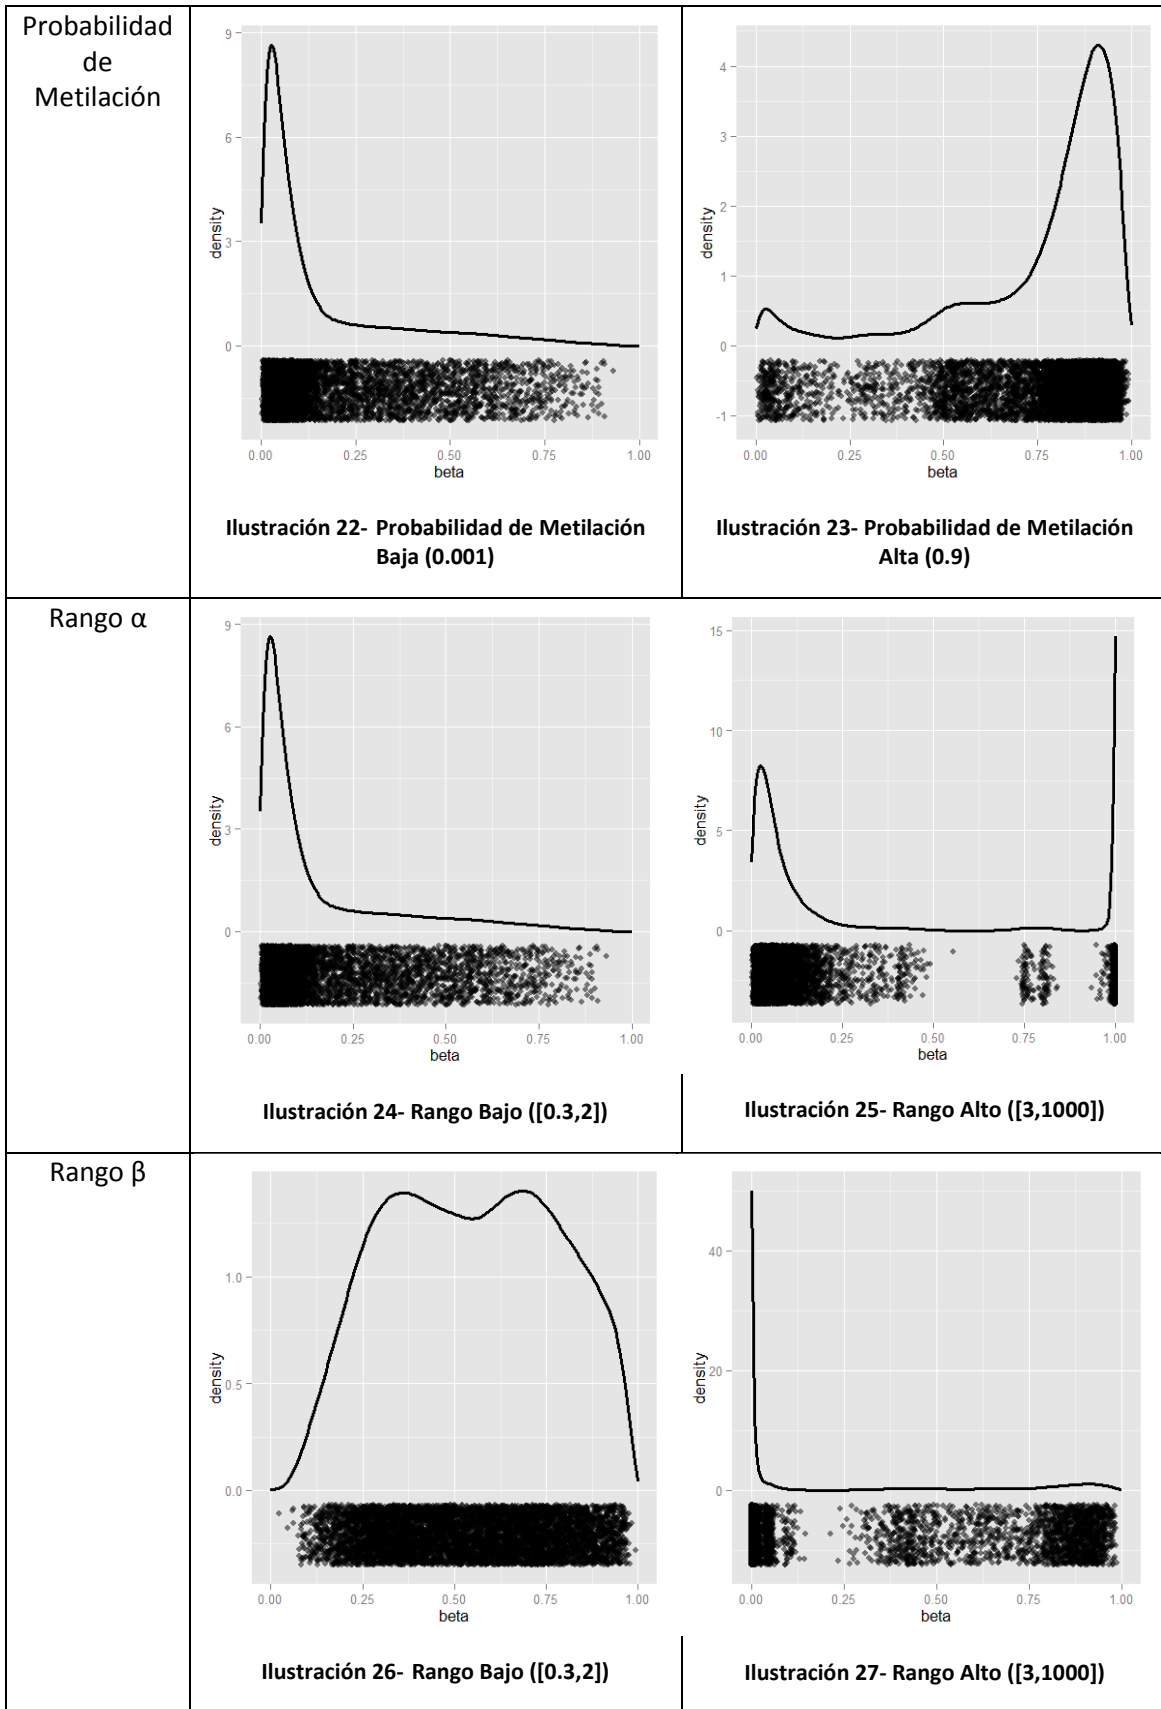 Probabilidad
de
Metilación
9
6
3
0
density
0.00 0.25 0.50 0.75 1.00
beta
Ilustración 22- Probabilidad de Metilación
Baja (0.001)
4
3
2
1
0
-1
density
0.00 0.25 0.50 0.75 1.00
beta
Ilustración 23- Probabilidad de Metilación
Alta (0.9)
Rango α
9
6
3
0
density
0.00 0.25 0.50 0.75 1.00
beta
Ilustración 24- Rango Bajo ([0.3,2])
15
10
5
0
density
0.00 0.25 0.50 0.75 1.00
beta
Ilustración 25- Rango Alto ([3,1000])
Rango β
1.0
0.5
0.0
density
0.00 0.25 0.50 0.75 1.00
beta
Ilustración 26- Rango Bajo ([0.3,2])
40
20
0
density
0.00 0.25 0.50 0.75 1.00
beta
Ilustración 27- Rango Alto ([3,1000])